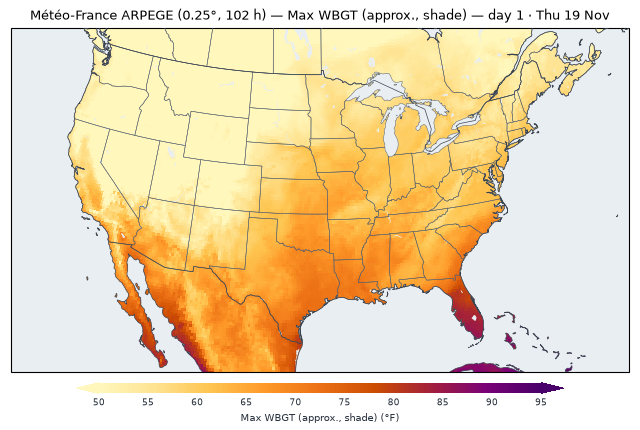 Météo-France ARPEGE (0.25°, 102 h) — Max WBGT (approx., shade) — day 1 · Thu 19 Nov
50 55 60 65 70 75 80 85 90 95
Max WBGT (approx., shade) (°F)